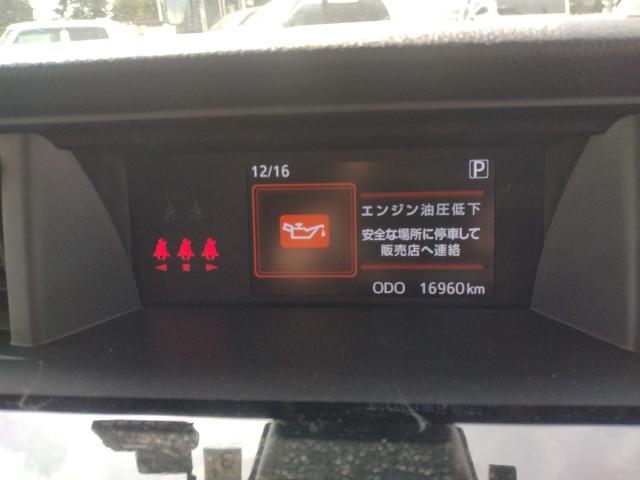 12/16
P
エンジン油圧低下
安全な場所に停車して
販売店へ連絡
ODO 16960km